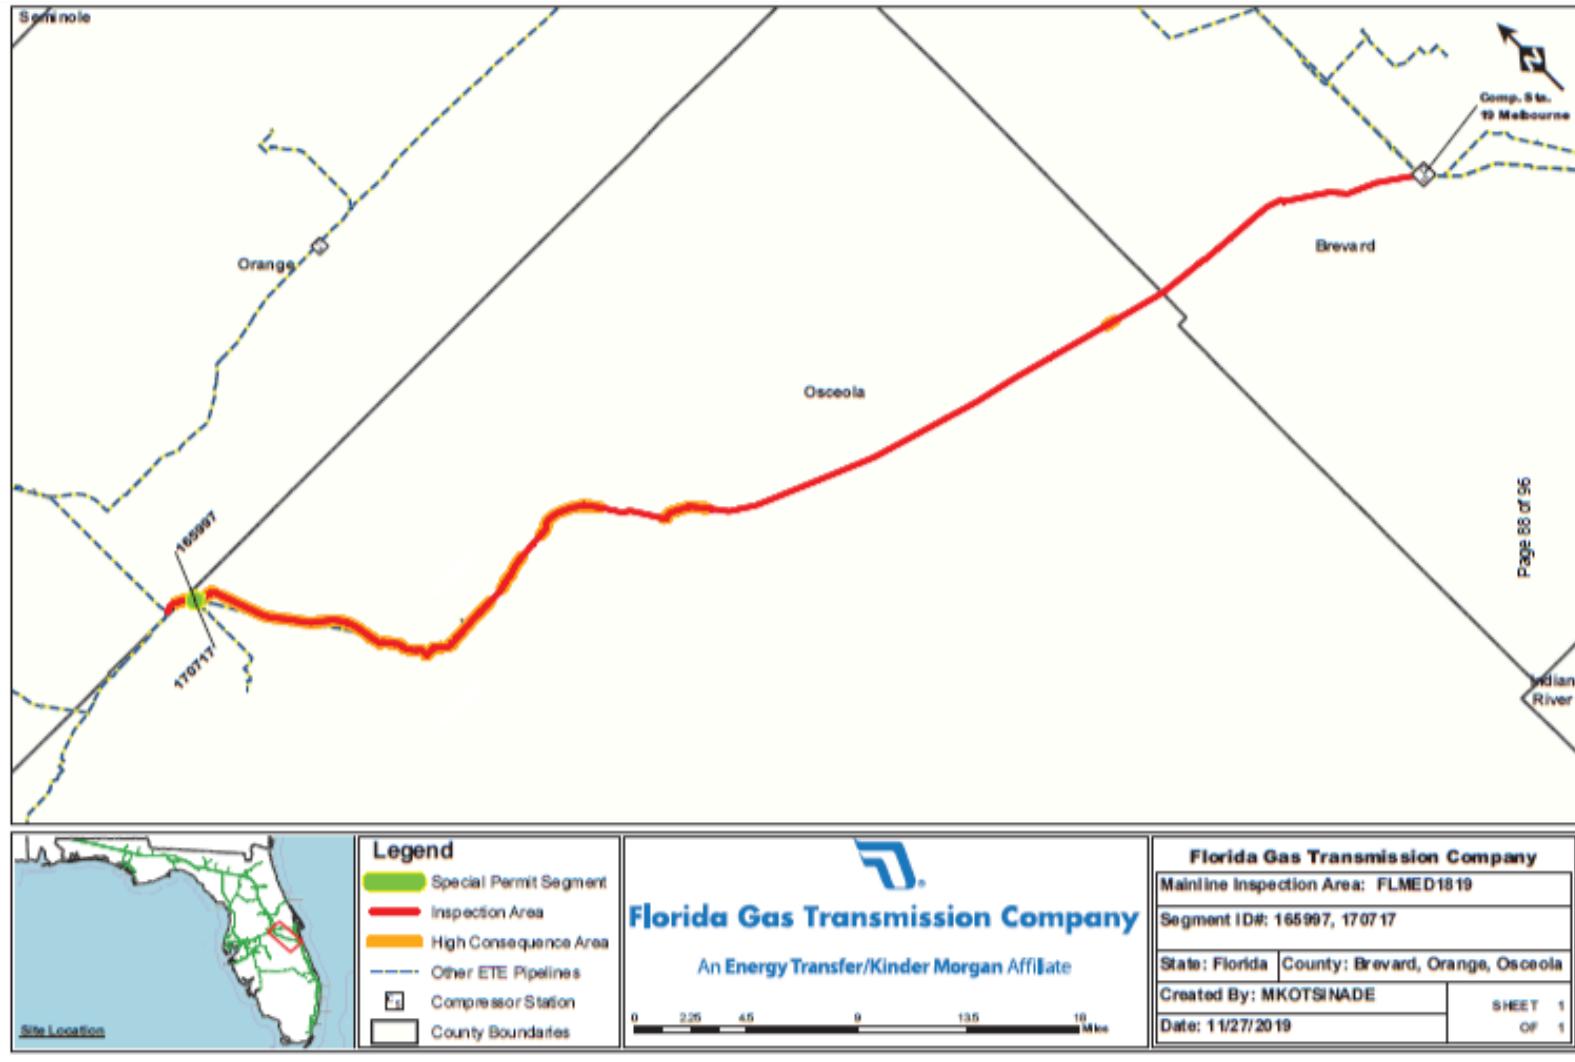 Seminole
Comp. Sta.
19 Melbourne
Orange
Brevard
Osceola
165997
170717
Page 88 of 96
Indian
River
Site Location
Legend
Special Permit Segment
Inspection Area
High Consequence Area
Other ETE Pipelines
Compressor Station
County Boundaries
Florida Gas Transmission Company
An Energy Transfer/Kinder Morgan Affiliate
0 2.25 4.5 9 13.5 18
Miles
Florida Gas Transmission Company
Mainline Inspection Area: FLMED1819
Segment ID#: 165997, 170717
State: Florida County: Brevard, Orange, Osceola
Created By: MKOTSINADE
Date: 11/27/2019
SHEET 1
OF 1